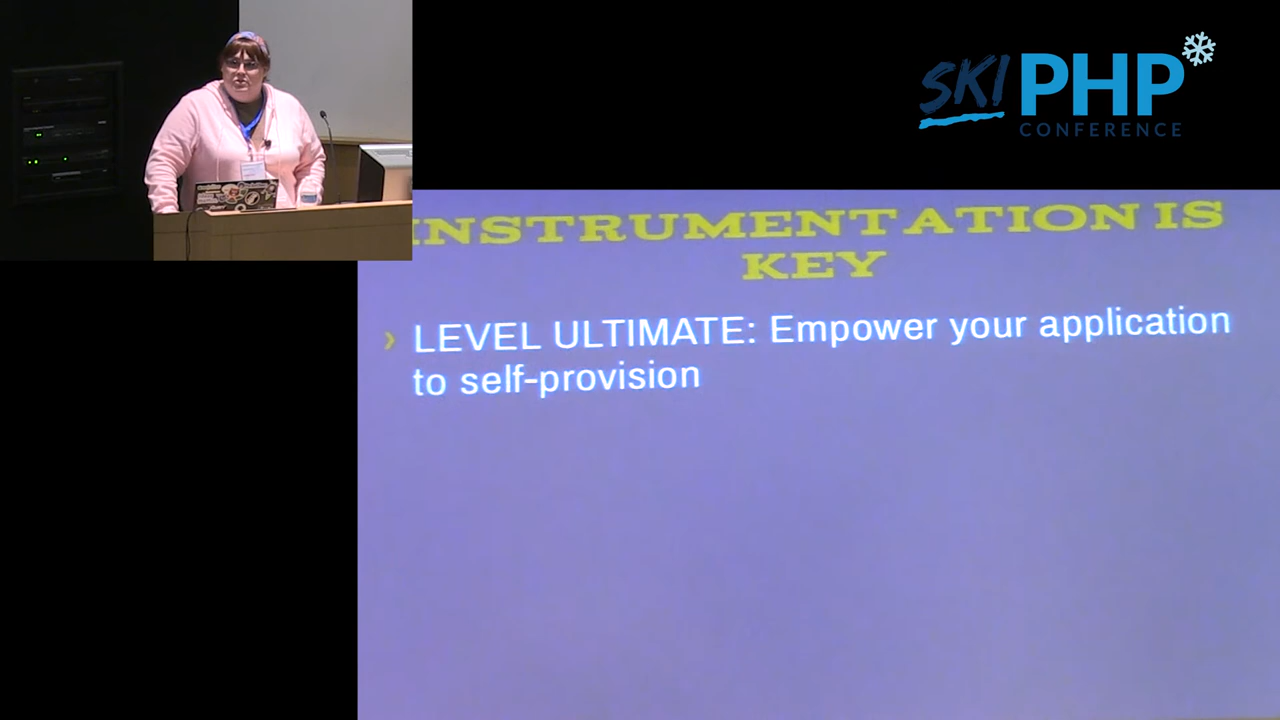 SKI PHP
CONFERENCE
INSTRUMENTATION IS
KEY
› LEVEL ULTIMATE: Empower your application
to self-provision